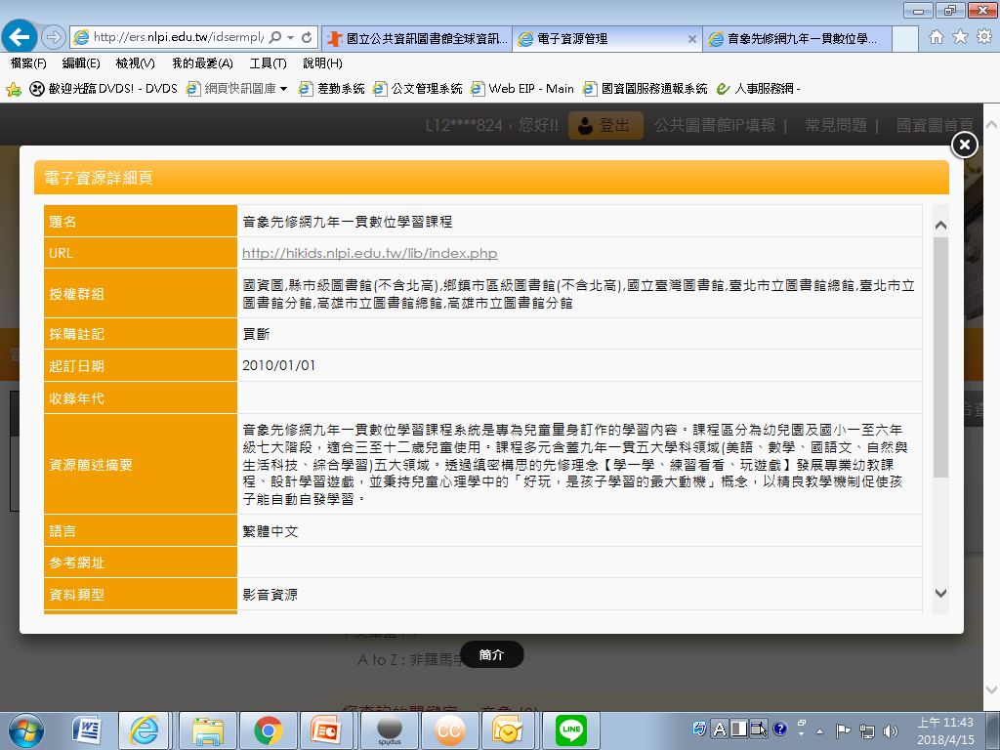 http://ers.nlpi.edu.tw/idsermpl/
國立公共資訊圖書館全球資訊...
電子資源管理
音象先修網九年一貫數位學...
檔案(F) 編輯(E) 檢視(V) 我的最愛(A) 工具(T) 說明(H)
歡迎光臨DVDS! - DVDS 網頁快訊圖庫 差勤系統 公文管理系統 Web EIP - Main 國資圖服務通報系統 人事服務網 -
L12****824,您好!! 登出 公共圖書館IP填報 | 常見問題 | 國資圖首頁
電子資源詳細頁
題名 音象先修網九年一貫數位學習課程
URL http://hikids.nlpi.edu.tw/lib/index.php
授權群組 國資圖,縣市級圖書館(不含北高),鄉鎮市區級圖書館(不含北高),國立臺灣圖書館,臺北市立圖書館總館,臺北市立
圖書館分館,高雄市立圖書館總館,高雄市立圖書館分館
採購註記 買斷
起訂日期 2010/01/01
收錄年代
資源簡述摘要 音象先修網九年一貫數位學習課程系統是專為兒童量身訂作的學習內容。課程區分為幼兒園及國小一至六年
級七大階段,適合三至十二歲兒童使用。課程多元含蓋九年一貫五大學科領域(美語、數學、國語文、自然與
生活科技、綜合學習)五大領域。透過縝密構思的先修理念【學一學、練習看看、玩遊戲】發展專業幼教課
程、設計學習遊戲,並秉持兒童心理學中的「好玩,是孩子學習的最大動機」概念,以精良教學機制促使孩
子能自動自發學習。
語言 繁體中文
參考網址
資料類型 影音資源
A to Z : 非羅馬字
簡介
spydus
CC
LINE
A
上午 11:43
2018/4/15